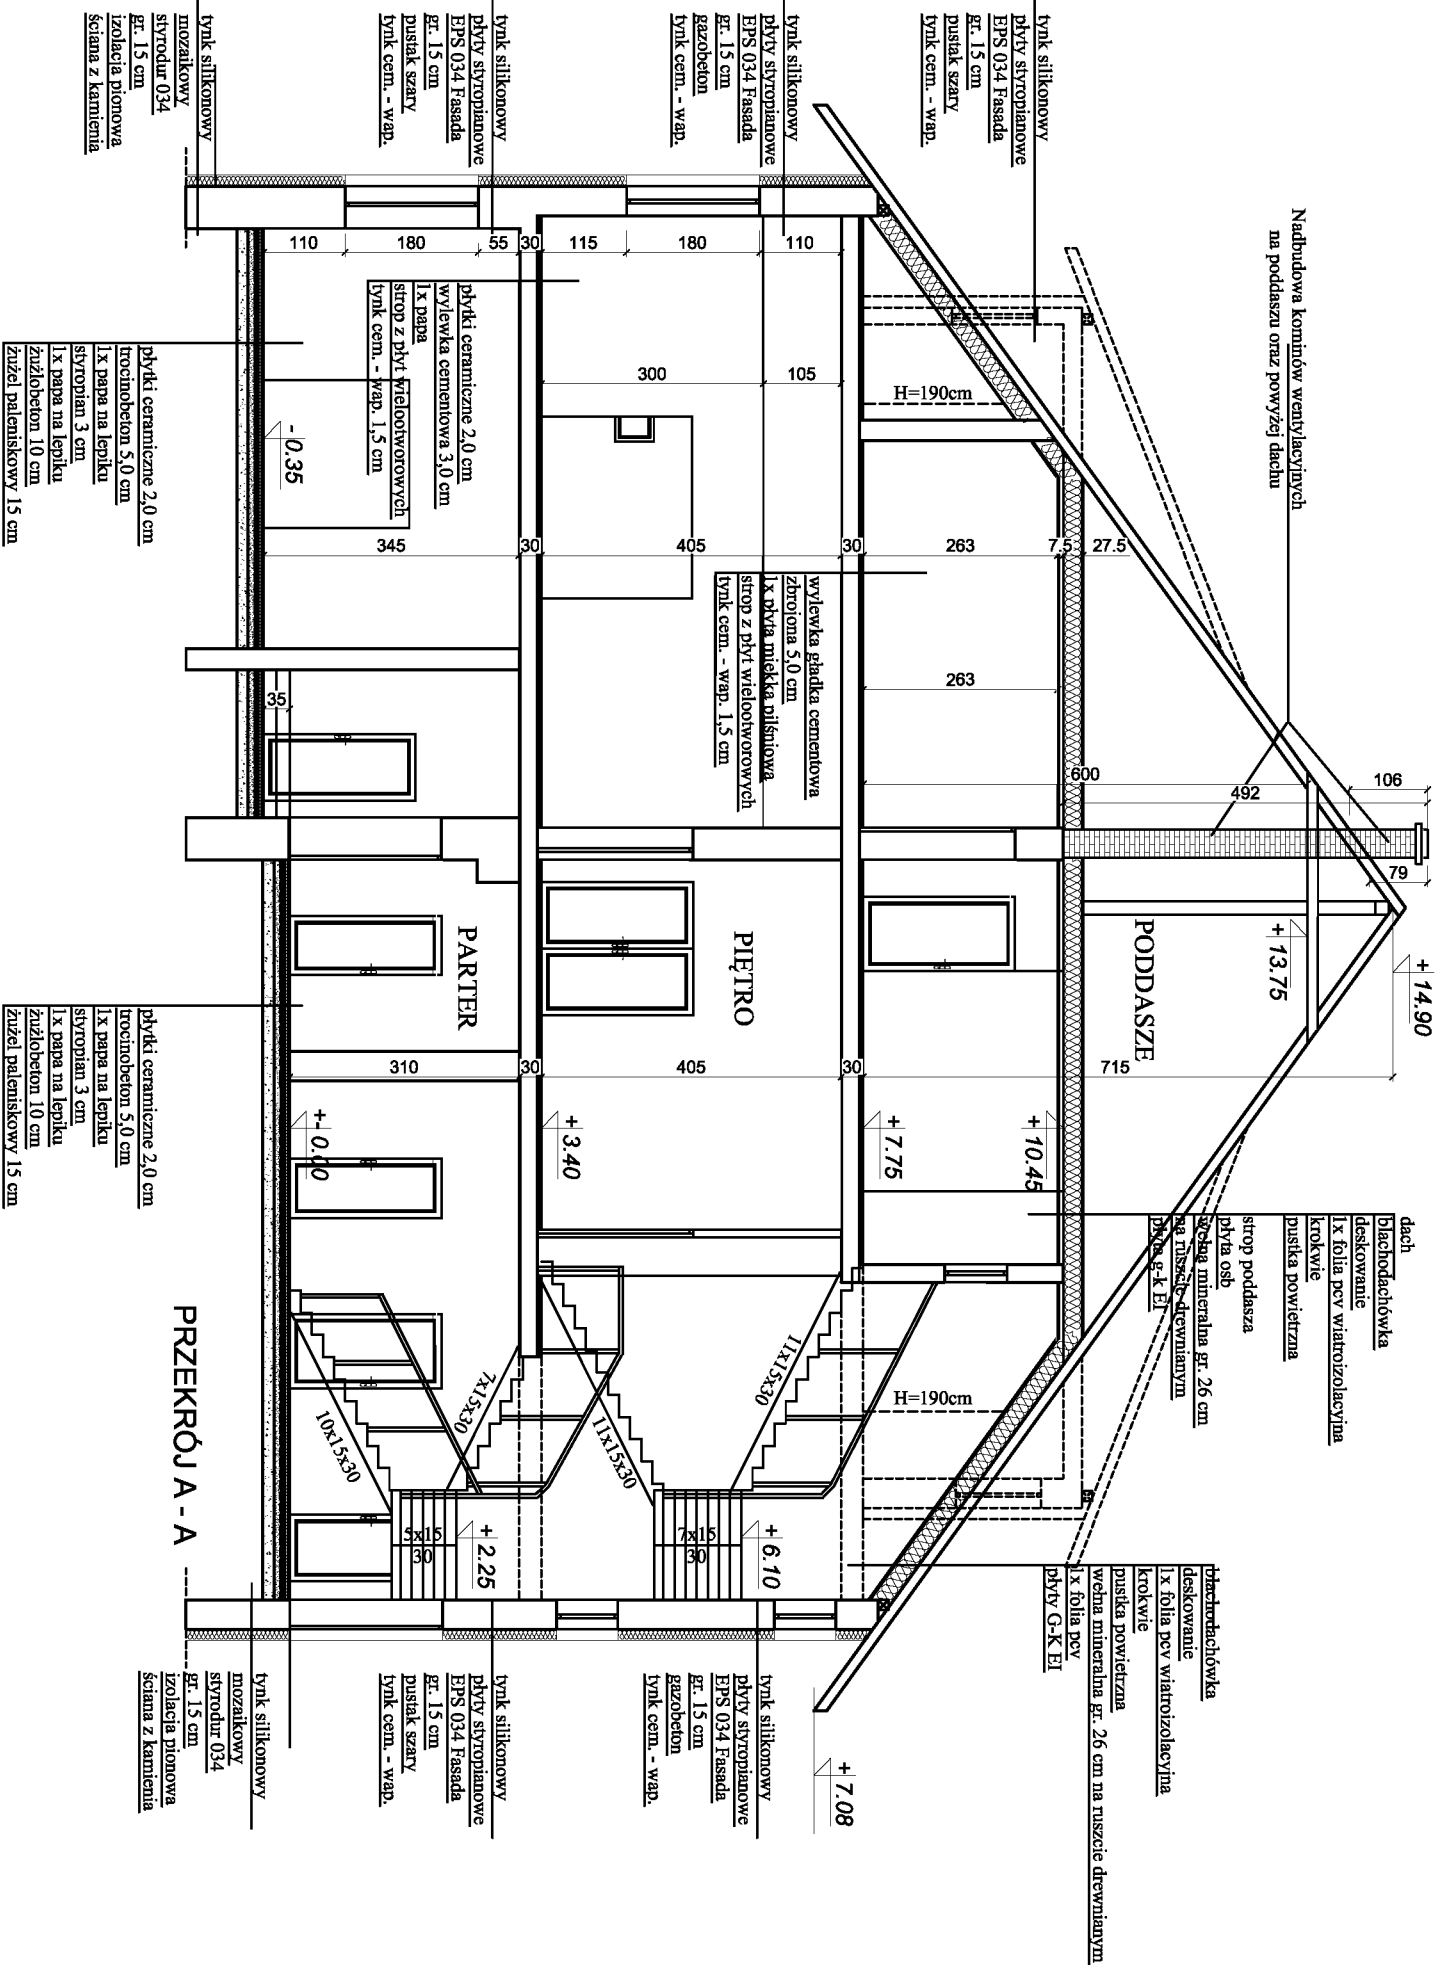 tynk silikonowy
płyty styropianowe
EPS 034 Fasada
gr. 15 cm
pustak szary
tynk cem. - wap.
Nadbudowa kominów wentylacyjnych
na poddaszu oraz powyżej dachu
tynk silikonowy
płyty styropianowe
EPS 034 Fasada
gr. 15 cm
gazobeton
tynk cem. - wap.
tynk silikonowy
płyty styropianowe
EPS 034 Fasada
gr. 15 cm
pustak szary
tynk cem. - wap.
tynk silikonowy
mozaikowy
styrodur 034
gr. 15 cm
izolacja pionowa
ściana z kamienia
+ 14.90
+ 13.75
106
79
492
600
PODDASZE
715
+ 10.45
27.5
7.5
263
263
H=190cm
H=190cm
+ 7.75
30
30
110
180
115
30
55
180
110
105
300
405
405
PIĘTRO
wylewka gładka cementowa
zbrojona 5,0 cm
1x płyta miękka pilśniowa
strop z płyt wielootworowych
tynk cem. - wap. 1,5 cm
+ 3.40
30
30
płytki ceramiczne 2,0 cm
wylewka cementowa 3,0 cm
1x papa
strop z płyt wielootworowych
tynk cem. - wap. 1,5 cm
345
310
35
PARTER
- 0.35
+- 0.00
11x15x30
11x15x30
7x15x30
10x15x30
7x15
30
5x15
30
+ 6.10
+ 2.25
+ 7.08
dach
blachodachówka
deskowanie
1x folia pcv wiatroizolacyjna
krokwie
pustka powietrzna
strop poddasza
płyta osb
wełna mineralna gr. 26 cm
na ruszcie drewnianym
płyta g-k EI
blachodachówka
deskowanie
1x folia pcv wiatroizolacyjna
krokwie
pustka powietrzna
wełna mineralna gr. 26 cm na ruszcie drewnianym
1x folia pcv
płyty G-K EI
tynk silikonowy
płyty styropianowe
EPS 034 Fasada
gr. 15 cm
gazobeton
tynk cem. - wap.
tynk silikonowy
płyty styropianowe
EPS 034 Fasada
gr. 15 cm
pustak szary
tynk cem. - wap.
tynk silikonowy
mozaikowy
styrodur 034
gr. 15 cm
izolacja pionowa
ściana z kamienia
płytki ceramiczne 2,0 cm
trocinobeton 5,0 cm
1x papa na lepiku
styropian 3 cm
1x papa na lepiku
żużlobeton 10 cm
żużel paleniskowy 15 cm
płytki ceramiczne 2,0 cm
trocinobeton 5,0 cm
1x papa na lepiku
styropian 3 cm
1x papa na lepiku
żużlobeton 10 cm
żużel paleniskowy 15 cm
PRZEKRÓJ A - A